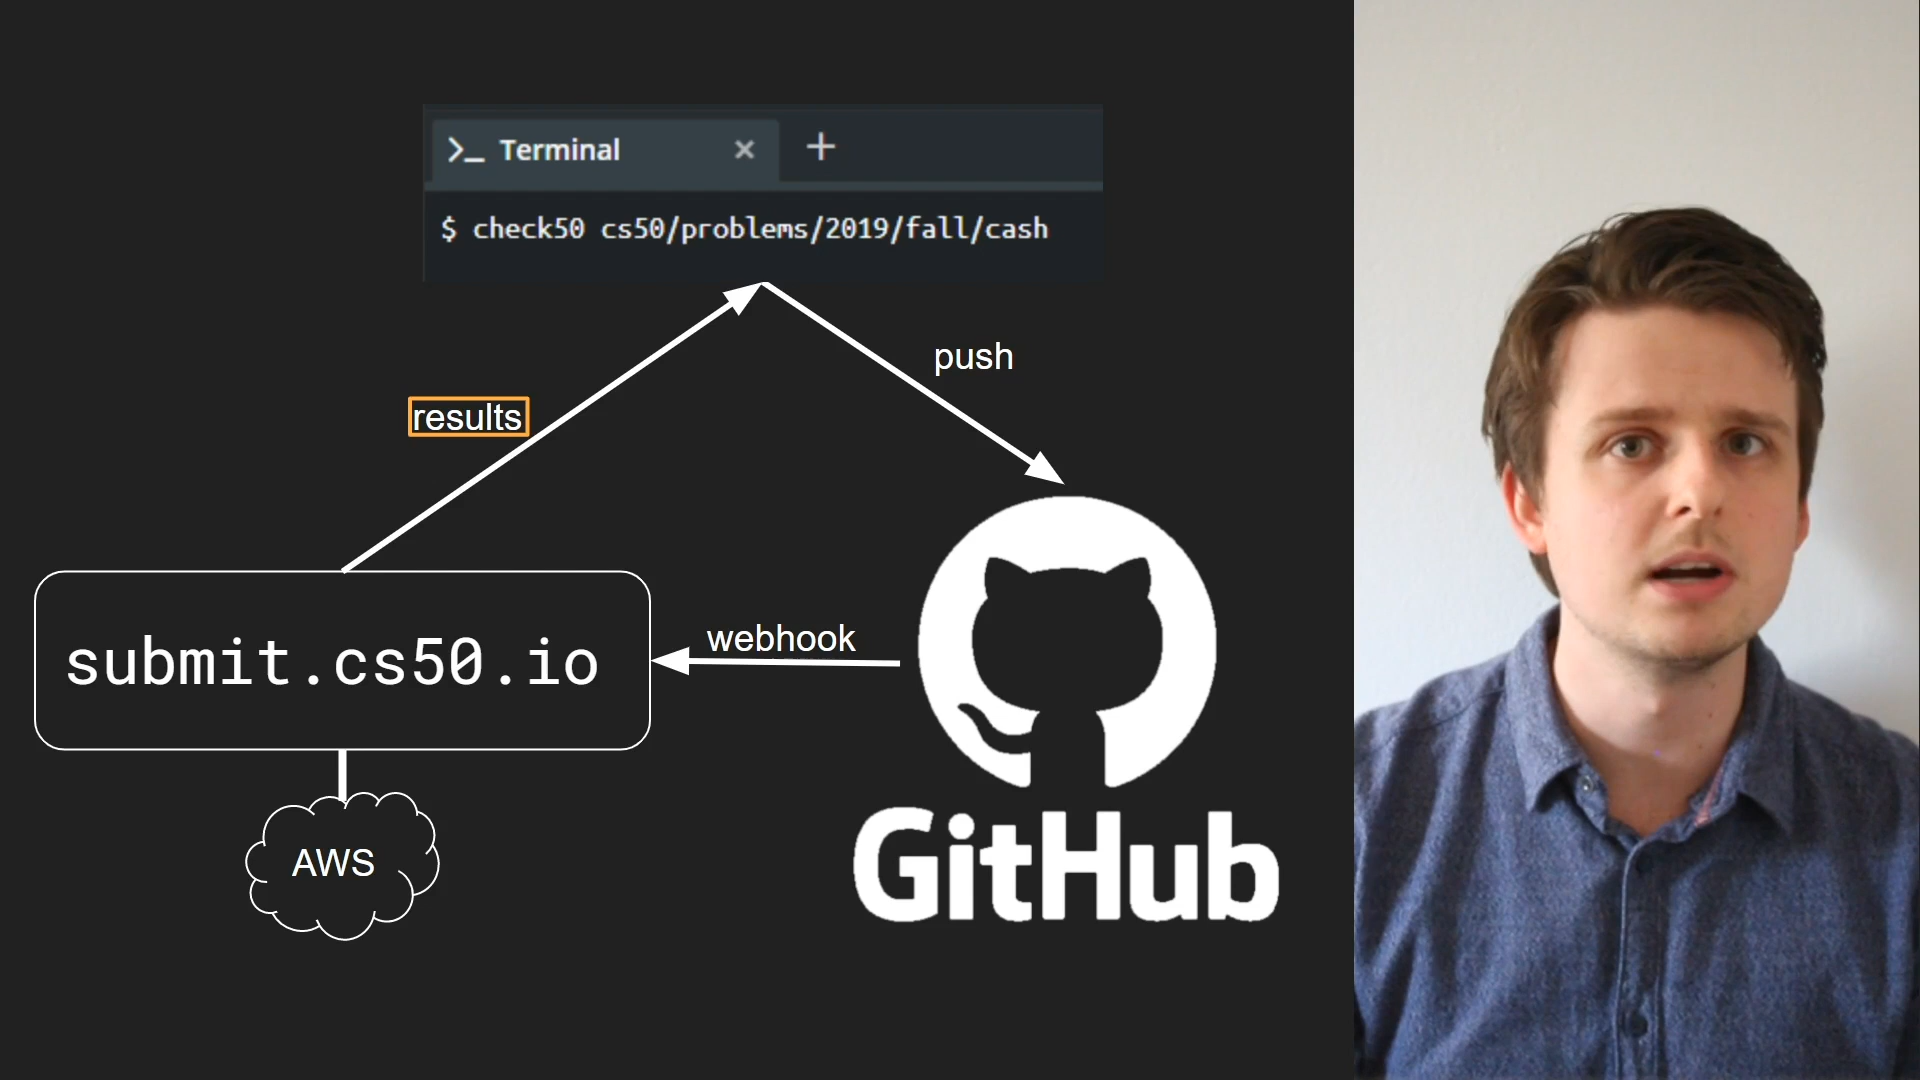 >_ Terminal × +
$ check50 cs50/problems/2019/fall/cash
push
results
webhook
submit.cs50.io
AWS
GitHub